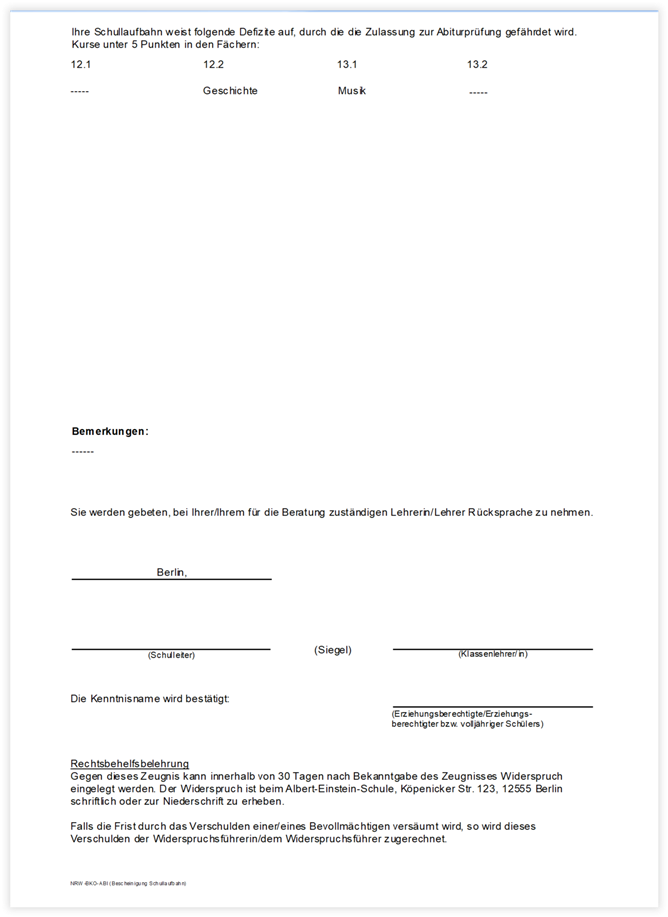 Ihre Schullaufbahn weist folgende Defizite auf, durch die die Zulassung zur Abiturprüfung gefährdet wird.
Kurse unter 5 Punkten in den Fächern:
12.1 12.2 13.1 13.2
----- Geschichte Musik -----
Bemerkungen:
------
Sie werden gebeten, bei Ihrer/Ihrem für die Beratung zuständigen Lehrerin/Lehrer Rücksprache zu nehmen.
Berlin,
(Schulleiter) (Siegel) (Klassenlehrer/in)
Die Kenntnisname wird bestätigt:
(Erziehungsberechtigte/Erziehungs-
berechtigter bzw. volljähriger Schülers)
Rechtsbehelfsbelehrung
Gegen dieses Zeugnis kann innerhalb von 30 Tagen nach Bekanntgabe des Zeugnisses Widerspruch
eingelegt werden. Der Widerspruch ist beim Albert-Einstein-Schule, Köpenicker Str. 123, 12555 Berlin
schriftlich oder zur Niederschrift zu erheben.
Falls die Frist durch das Verschulden einer/eines Bevollmächtigen versäumt wird, so wird dieses
Verschulden der Widerspruchsführerin/dem Widerspruchsführer zugerechnet.
NRW-BKO-ABI (Bescheinigung Schullaufbahn)